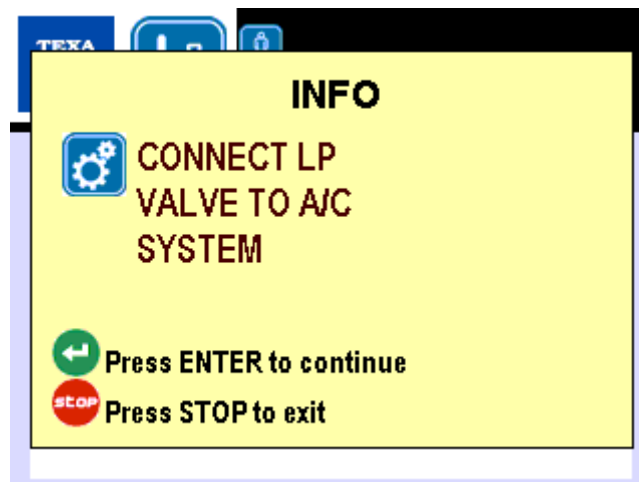 TEXA
INFO
CONNECT LP
VALVE TO A/C
SYSTEM
Press ENTER to continue
stop
Press STOP to exit